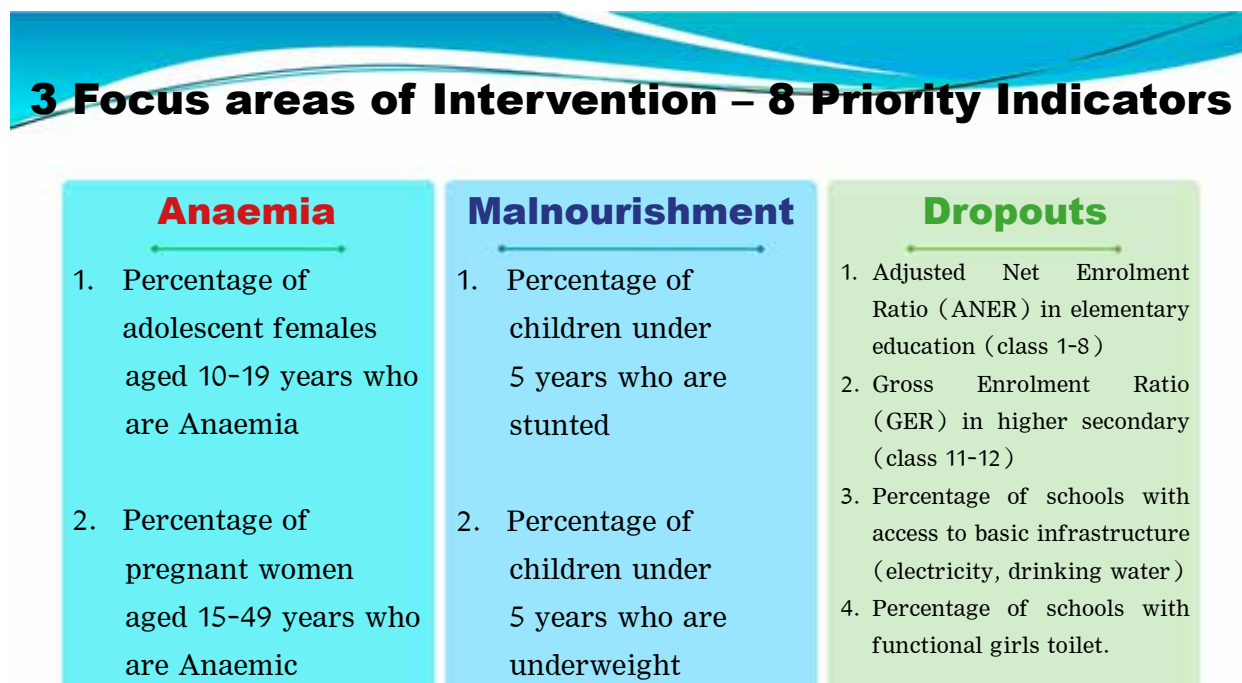 3 Focus areas of Intervention – 8 Priority Indicators
Anaemia
1. Percentage of
adolescent females
aged 10-19 years who
are Anaemia
2. Percentage of
pregnant women
aged 15-49 years who
are Anaemic
Malnourishment
1. Percentage of
children under
5 years who are
stunted
2. Percentage of
children under
5 years who are
underweight
Dropouts
1. Adjusted Net Enrolment
Ratio (ANER) in elementary
education (class 1-8)
2. Gross Enrolment Ratio
(GER) in higher secondary
(class 11-12)
3. Percentage of schools with
access to basic infrastructure
(electricity, drinking water)
4. Percentage of schools with
functional girls toilet.